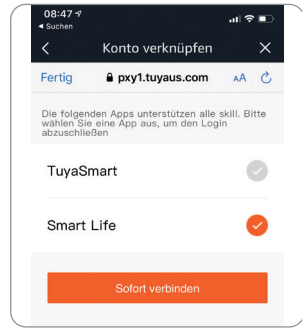 08:47
Suchen
Konto verknüpfen
Fertig pxy1.tuyaus.com AA
Die folgenden Apps unterstützen alle skill. Bitte
wählen Sie eine App aus, um den Login
abzuschließen
TuyaSmart
Smart Life
Sofort verbinden